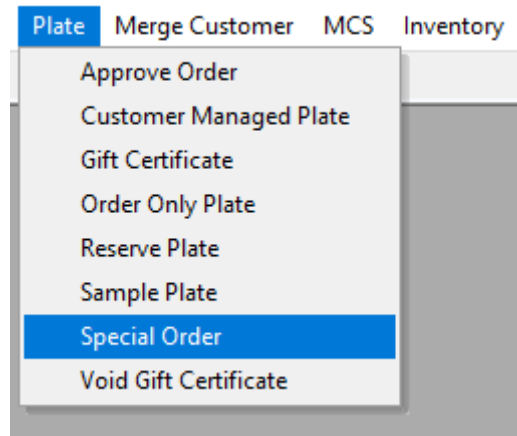 Plate Merge Customer MCS Inventory
Approve Order
Customer Managed Plate
Gift Certificate
Order Only Plate
Reserve Plate
Sample Plate
Special Order
Void Gift Certificate